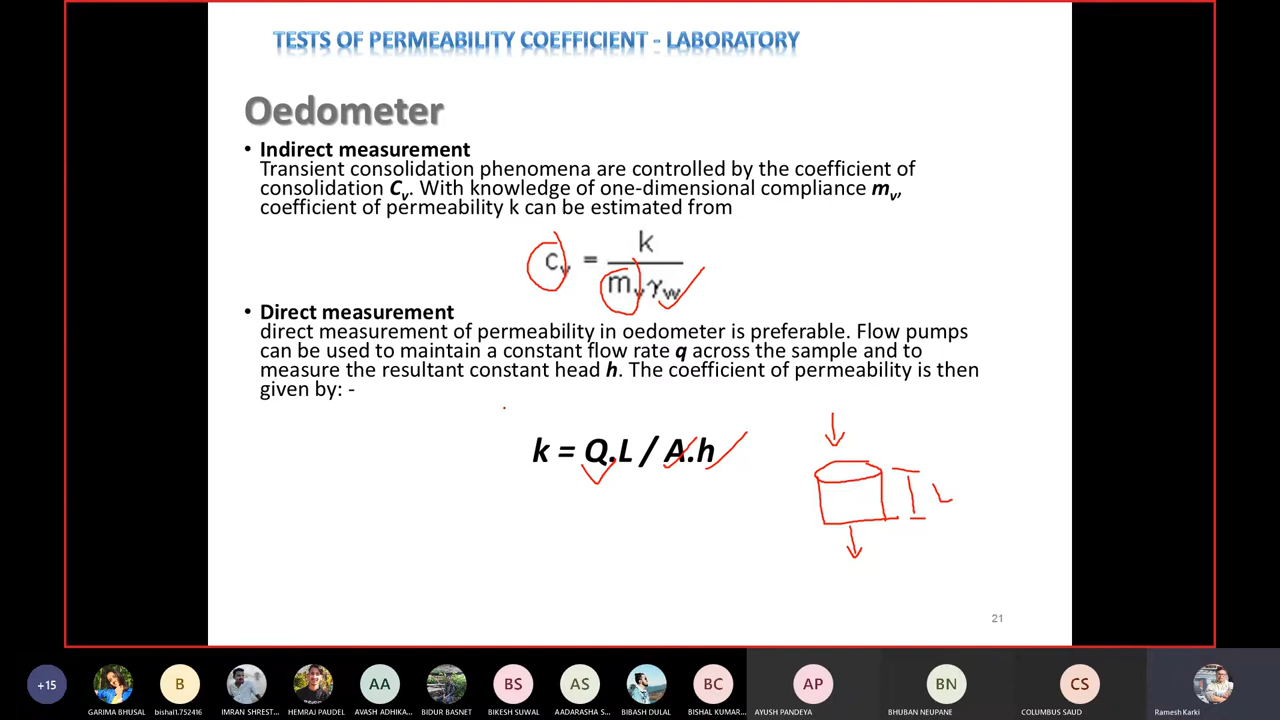 TESTS OF PERMEABILITY COEFFICIENT - LABORATORY
Oedometer
• Indirect measurement
Transient consolidation phenomena are controlled by the coefficient of
consolidation Cv. With knowledge of one-dimensional compliance mv,
coefficient of permeability k can be estimated from
cv = k / mv γw
• Direct measurement
direct measurement of permeability in oedometer is preferable. Flow pumps
can be used to maintain a constant flow rate q across the sample and to
measure the resultant constant head h. The coefficient of permeability is then
given by: -
k = Q.L / A.h
L
21
+15
B
AA
BS
AS
BC
AP
BN
CS
GARIMA BHUSAL
bishal1.752416
IMRAN SHREST...
HEMRAJ PAUDEL
AVASH ADHIKA...
BIDUR BASNET
BIKESH SUWAL
AADARASHA S...
BIBASH DULAL
BISHAL KUMAR...
AYUSH PANDEYA
BHUBAN NEUPANE
COLUMBUS SAUD
Ramesh Karki